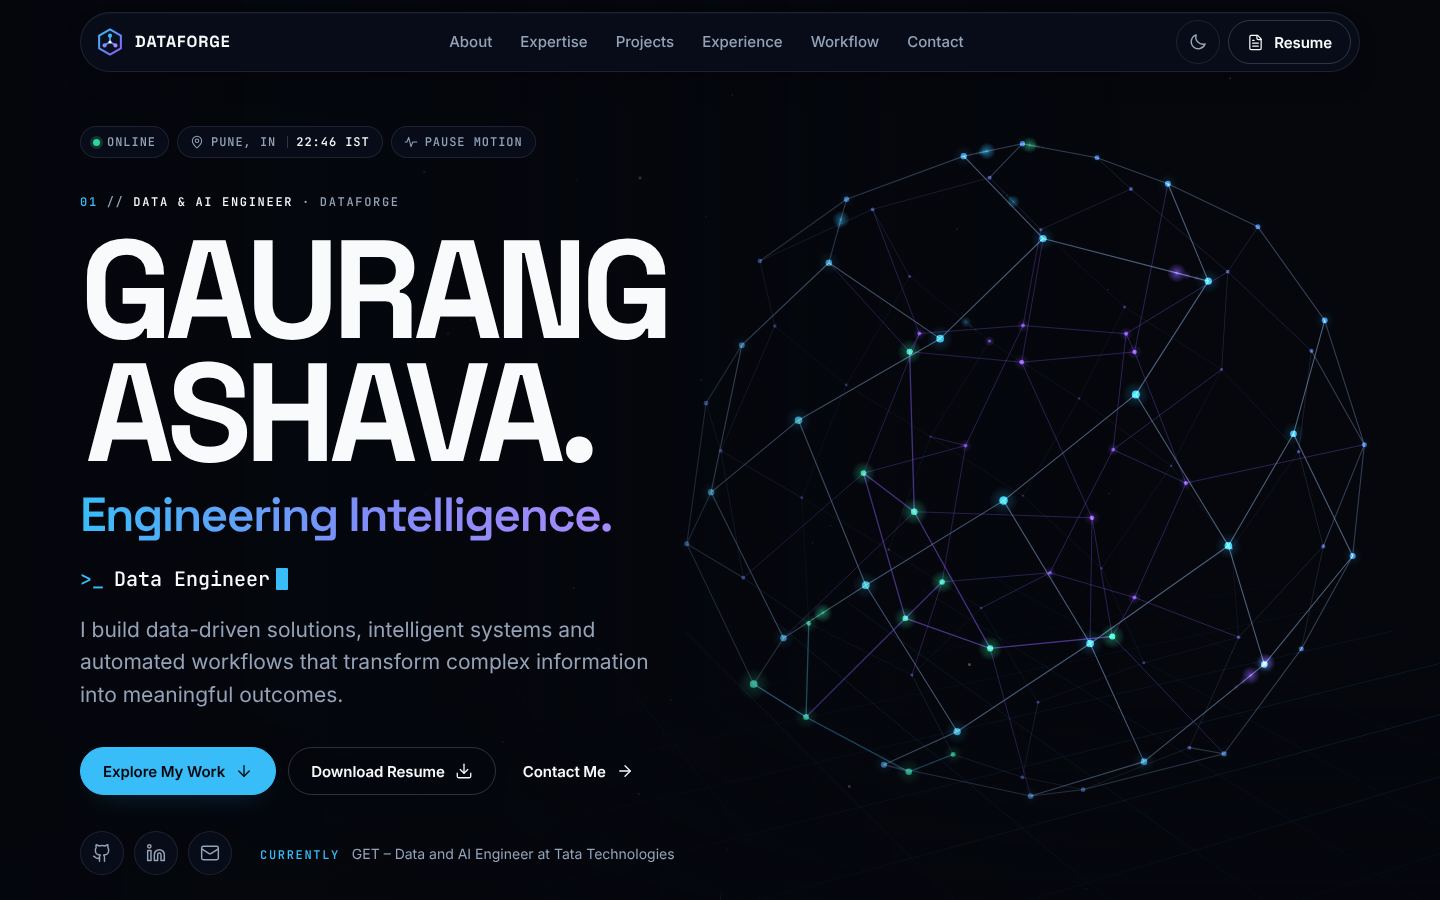 DATAFORGE
About Expertise Projects Experience Workflow Contact
Resume
ONLINE
PUNE, IN 22:46 IST
PAUSE MOTION
01 // DATA & AI ENGINEER · DATAFORGE
GAURANG
ASHAVA.
Engineering Intelligence.
>_ Data Engineer
I build data-driven solutions, intelligent systems and
automated workflows that transform complex information
into meaningful outcomes.
Explore My Work
Download Resume
Contact Me
CURRENTLY GET – Data and AI Engineer at Tata Technologies